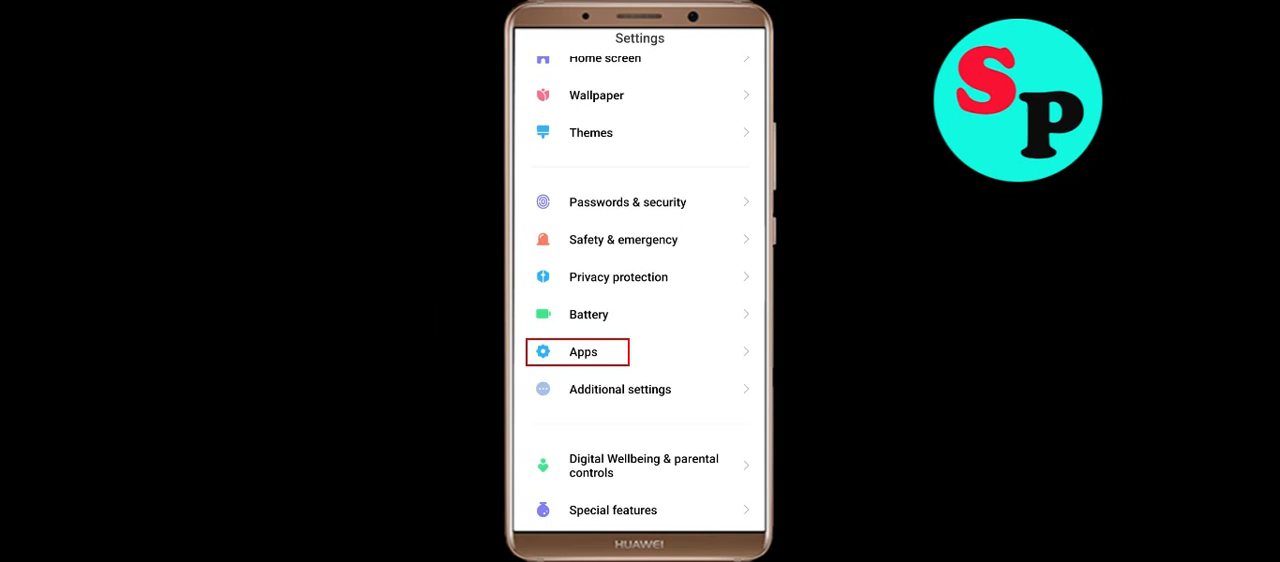 Settings
Home screen
Wallpaper
Themes
Passwords & security
Safety & emergency
Privacy protection
Battery
Apps
Additional settings
Digital Wellbeing & parental
controls
Special features
HUAWEI
SP